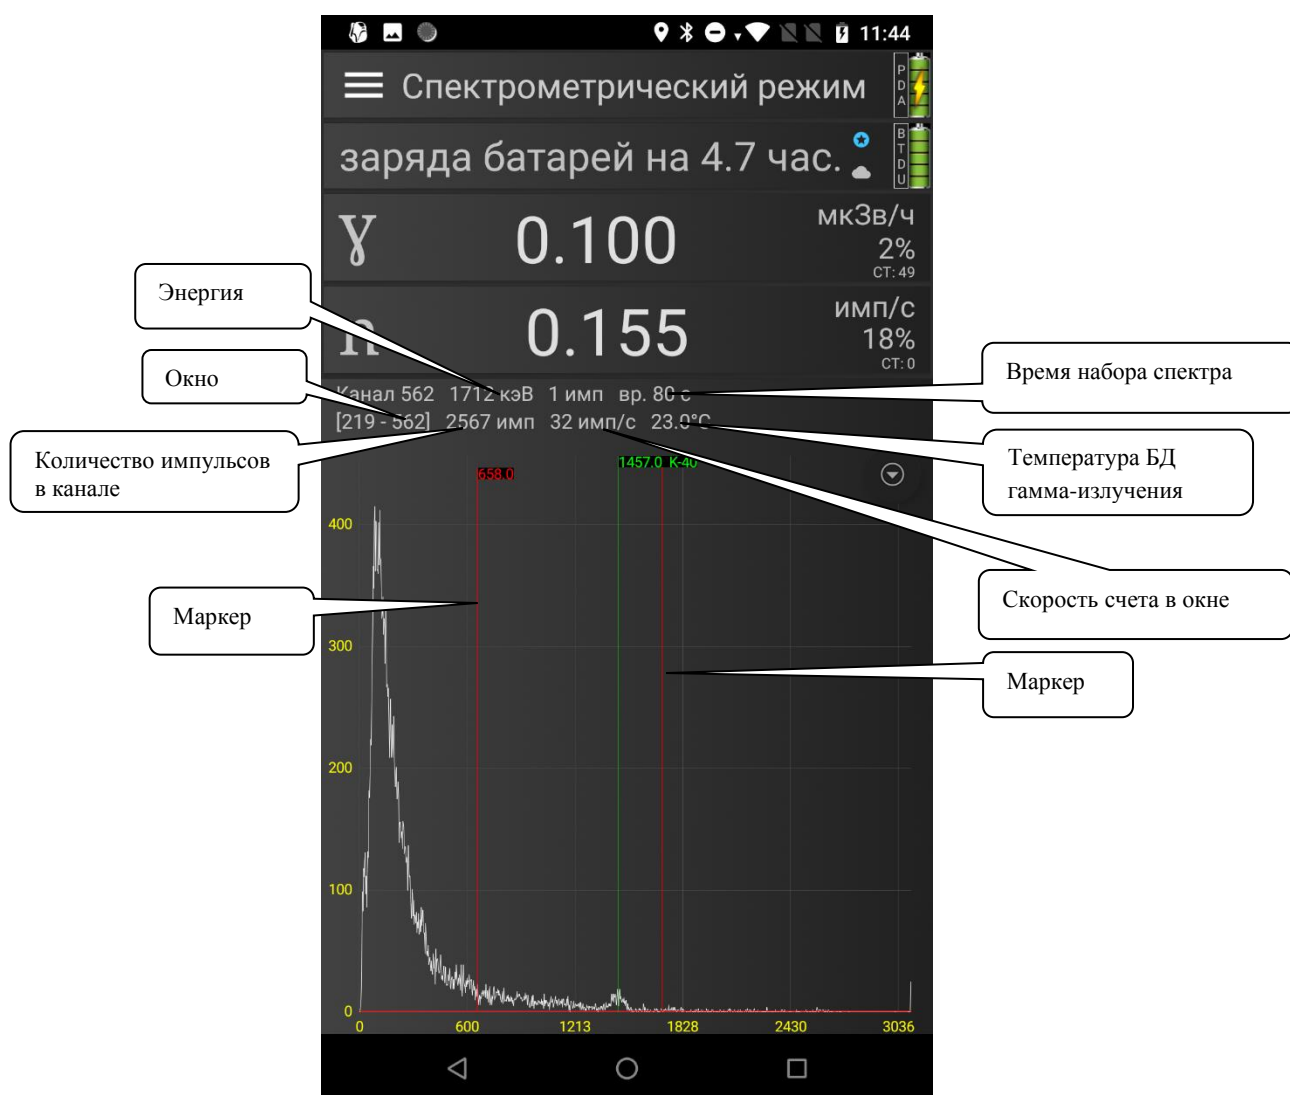 11:44
Спектрометрический режим
PDA
заряда батарей на 4.7 час.
BTDU
γ 0.100 мкЗв/ч
2%
СТ: 49
n 0.155 имп/с
18%
СТ: 0
Канал 562 1712 кэВ 1 имп вр. 80 с
[219 - 562] 2567 имп 32 имп/с 23.0°C
Энергия
Окно
Количество импульсов
в канале
Маркер
Время набора спектра
Температура БД
гамма-излучения
Скорость счета в окне
Маркер
658.0
1457.0 K-40
400
300
200
100
0
0 600 1213 1828 2430 3036